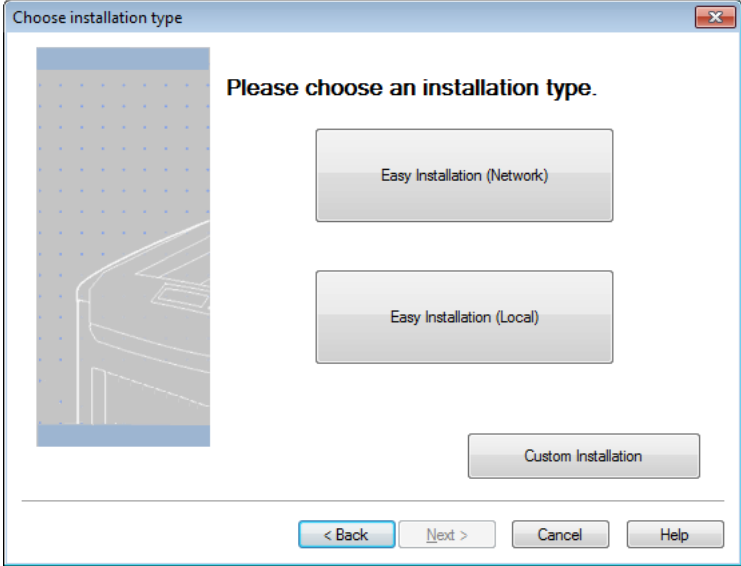 Choose installation type
Please choose an installation type.
Easy Installation (Network)
Easy Installation (Local)
Custom Installation
< Back Next > Cancel Help